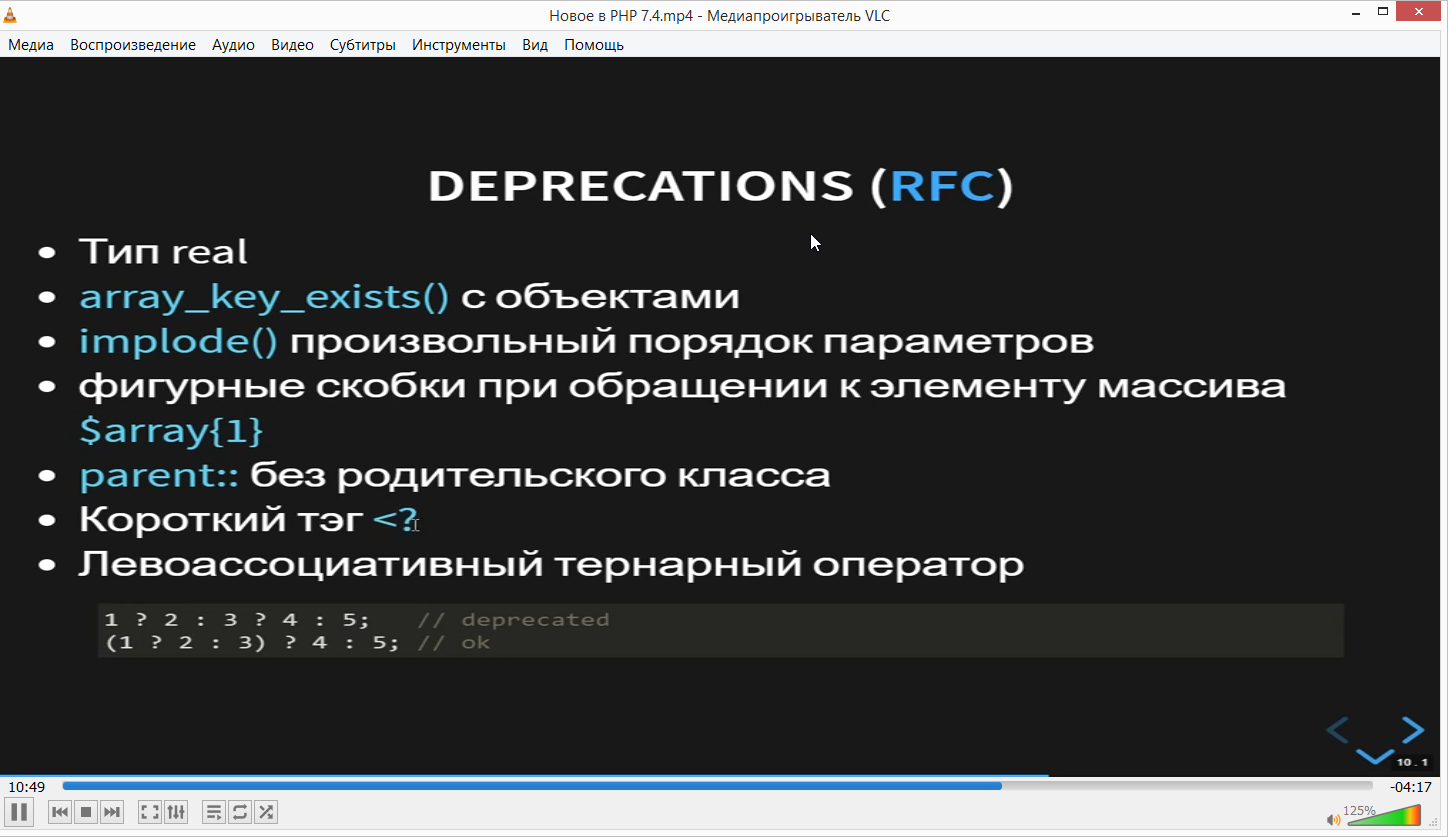 Новое в PHP 7.4.mp4 - Медиапроигрыватель VLC
Медиа Воспроизведение Аудио Видео Субтитры Инструменты Вид Помощь
DEPRECATIONS (RFC)
• Тип real
• array_key_exists() с объектами
• implode() произвольный порядок параметров
• фигурные скобки при обращении к элементу массива
$array{1}
• parent:: без родительского класса
• Короткий тэг <?
• Левоассоциативный тернарный оператор
1 ? 2 : 3 ? 4 : 5; // deprecated
(1 ? 2 : 3) ? 4 : 5; // ok
10 . 1
10:49 -04:17
125%